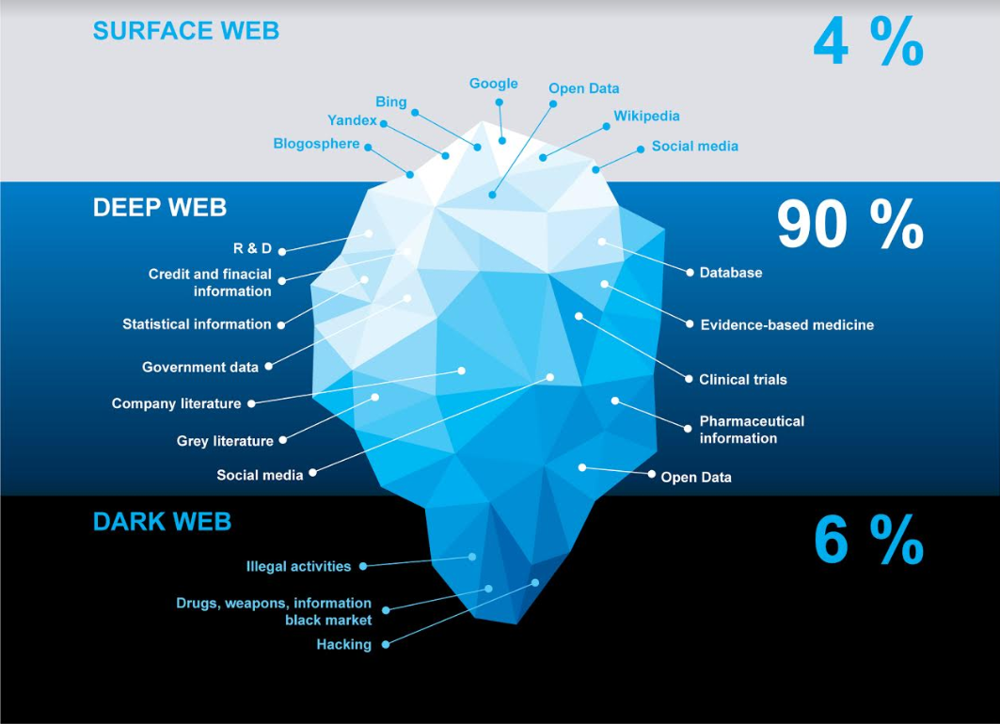 SURFACE WEB
4 %
Google
Open Data
Bing
Wikipedia
Yandex
Blogosphere
Social media
DEEP WEB
90 %
R & D
Credit and finacial
information
Statistical information
Government data
Company literature
Grey literature
Social media
Database
Evidence-based medicine
Clinical trials
Pharmaceutical
information
Open Data
DARK WEB
6 %
Illegal activities
Drugs, weapons, information
black market
Hacking